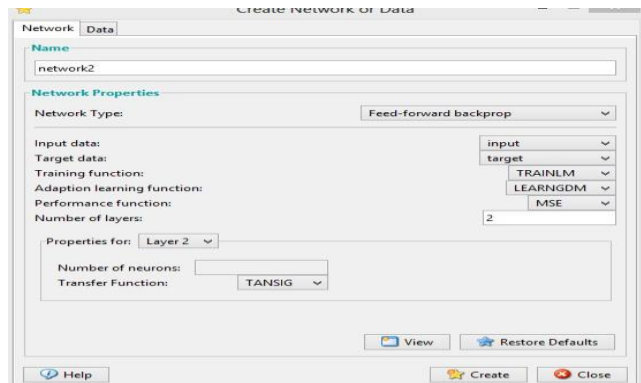 Create Network or Data
Network Data
Name
network2
Network Properties
Network Type: Feed-forward backprop
Input data: input
Target data: target
Training function: TRAINLM
Adaption learning function: LEARNGDM
Performance function: MSE
Number of layers: 2
Properties for: Layer 2
Number of neurons:
Transfer Function: TANSIG
View Restore Defaults
Help Create Close